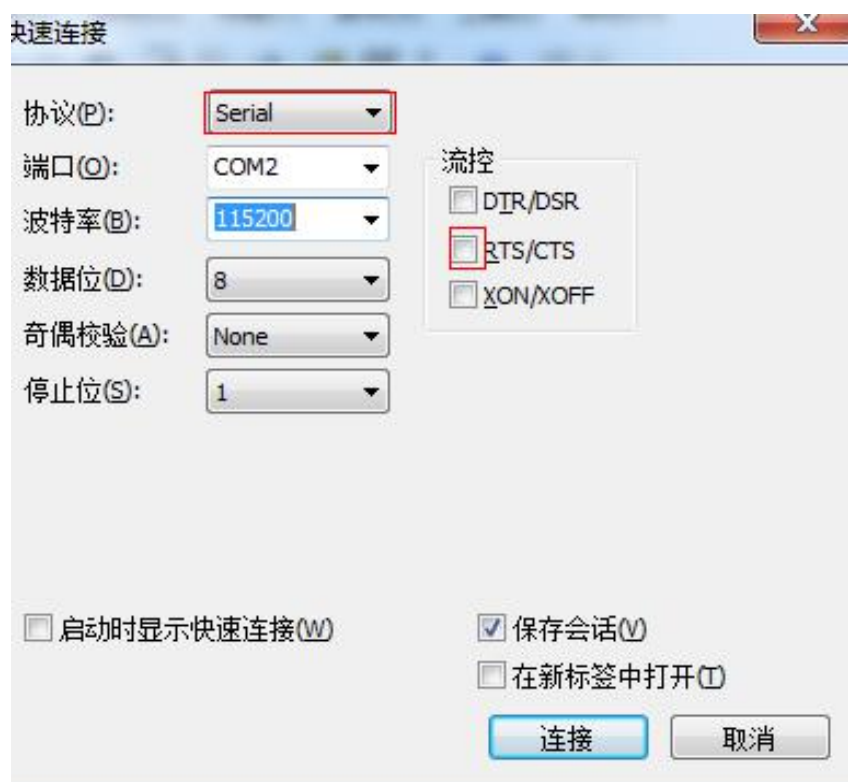 快速连接
协议(P): Serial
端口(O): COM2
波特率(B): 115200
数据位(D): 8
奇偶校验(A): None
停止位(S): 1
流控
DTR/DSR
RTS/CTS
XON/XOFF
启动时显示快速连接(W)
保存会话(V)
在新标签中打开(T)
连接 取消